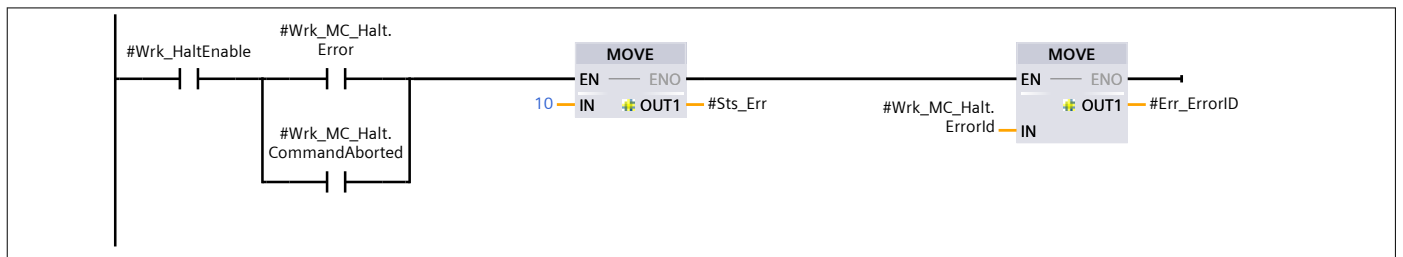 #Wrk_HaltEnable
#Wrk_MC_Halt.
Error
#Wrk_MC_Halt.
CommandAborted
MOVE
EN ENO
10 IN OUT1 #Sts_Err
MOVE
EN ENO
#Wrk_MC_Halt.
ErrorId
IN
OUT1 #Err_ErrorID